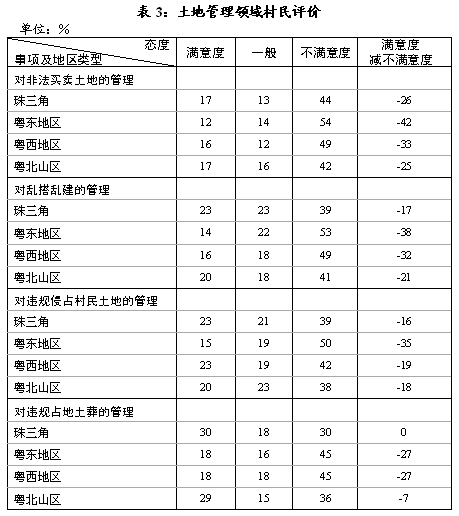 表 3：土地管理领域村民评价
单位：%
态度
事项及地区类型
满意度 一般 不满意度 满意度减不满意度
对非法买卖土地的管理
珠三角 17 13 44 -26
粤东地区 12 14 54 -42
粤西地区 16 12 49 -33
粤北山区 17 16 42 -25
对乱搭乱建的管理
珠三角 23 23 39 -17
粤东地区 14 22 53 -38
粤西地区 16 18 49 -32
粤北山区 20 18 41 -21
对违规侵占村民土地的管理
珠三角 23 21 39 -16
粤东地区 15 19 50 -35
粤西地区 23 19 42 -19
粤北山区 20 23 38 -18
对违规占地土葬的管理
珠三角 30 18 30 0
粤东地区 18 16 45 -27
粤西地区 18 18 45 -27
粤北山区 29 15 36 -7